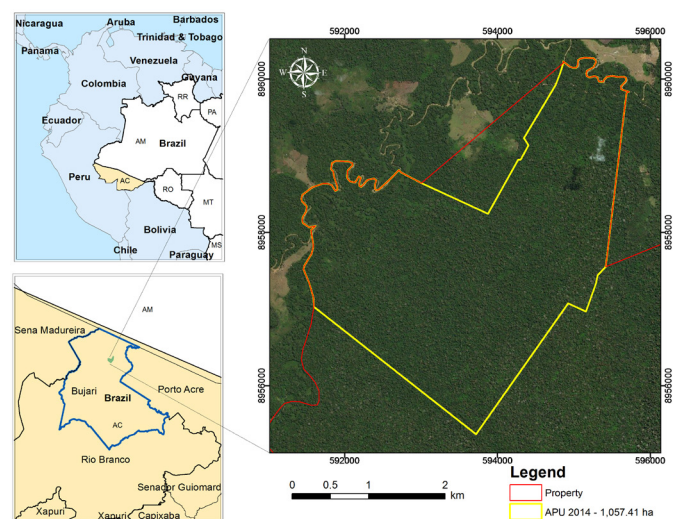 Nicaragua
Aruba
Barbados
Panama
Trinidad & Tobago
Venezuela
Guyana
Colombia
RR
Ecuador
AM
Brazil
PA
Peru
AC
RO
MT
Bolivia
MS
Chile
Paraguay
AM
Sena Madureira
Bujari
Brazil
Porto Acre
AC
Rio Branco
Senador Guiomard
Xapuri
Xapuri
Capixaba
592000
594000
596000
N
W
E
S
8960000
8960000
8958000
8958000
8956000
8956000
592000
594000
596000
0 0.5 1 2
km
Legend
Property
APU 2014 - 1,057.41 ha